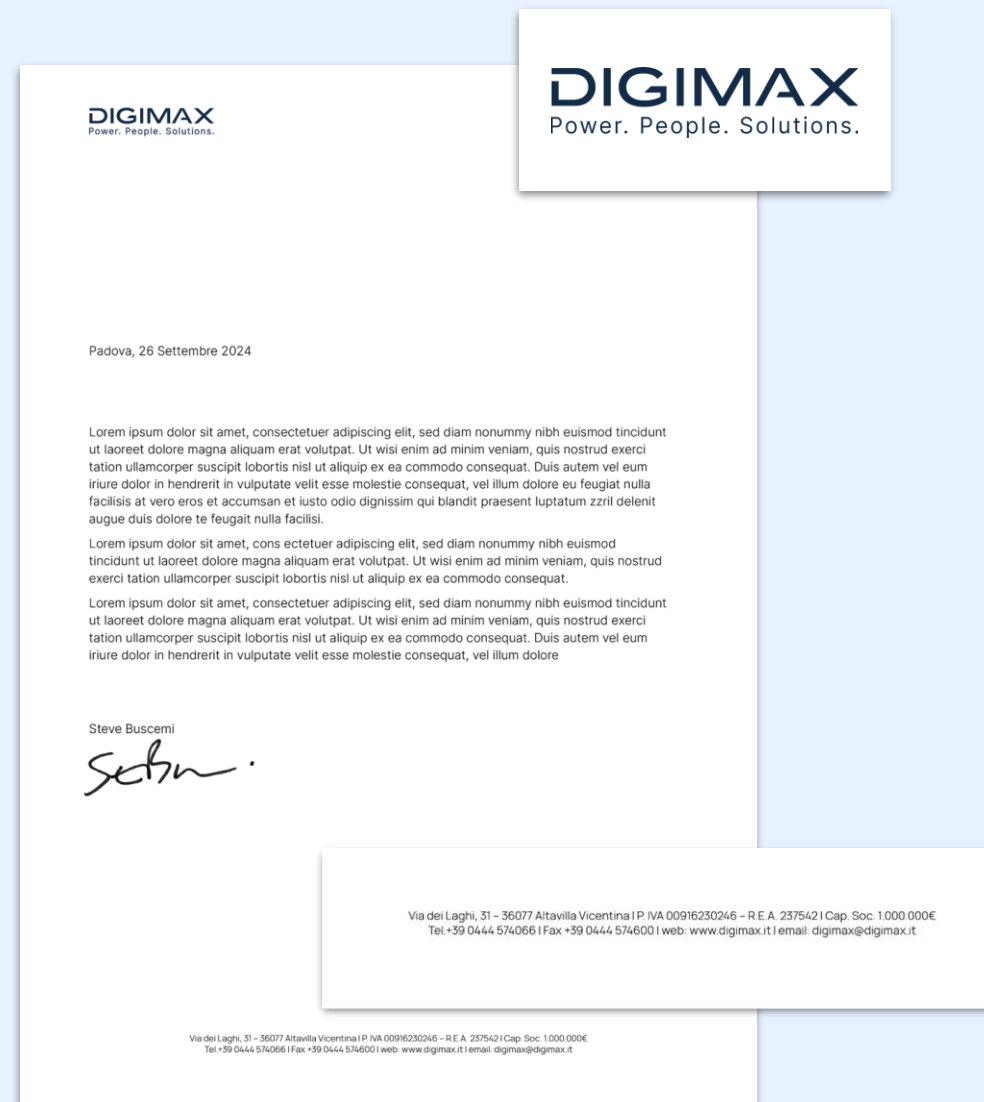 DIGIMAX
Power. People. Solutions.
DIGIMAX
Power. People. Solutions.
Padova, 26 Settembre 2024
Lorem ipsum dolor sit amet, consectetuer adipiscing elit, sed diam nonummy nibh euismod tincidunt
ut laoreet dolore magna aliquam erat volutpat. Ut wisi enim ad minim veniam, quis nostrud exerci
tation ullamcorper suscipit lobortis nisl ut aliquip ex ea commodo consequat. Duis autem vel eum
iriure dolor in hendrerit in vulputate velit esse molestie consequat, vel illum dolore eu feugiat nulla
facilisis at vero eros et accumsan et iusto odio dignissim qui blandit praesent luptatum zzril delenit
augue duis dolore te feugait nulla facilisi.
Lorem ipsum dolor sit amet, cons ectetuer adipiscing elit, sed diam nonummy nibh euismod
tincidunt ut laoreet dolore magna aliquam erat volutpat. Ut wisi enim ad minim veniam, quis nostrud
exerci tation ullamcorper suscipit lobortis nisl ut aliquip ex ea commodo consequat.
Lorem ipsum dolor sit amet, consectetuer adipiscing elit, sed diam nonummy nibh euismod tincidunt
ut laoreet dolore magna aliquam erat volutpat. Ut wisi enim ad minim veniam, quis nostrud exerci
tation ullamcorper suscipit lobortis nisl ut aliquip ex ea commodo consequat. Duis autem vel eum
iriure dolor in hendrerit in vulputate velit esse molestie consequat, vel illum dolore
Steve Buscemi
Via dei Laghi, 31 – 36077 Altavilla Vicentina | P. IVA 00916230246 – R.E.A. 237542 | Cap. Soc. 1.000.000€
Tel.+39 0444 574066 | Fax +39 0444 574600 | web: www.digimax.it | email: digimax@digimax.it
Via dei Laghi, 31 – 36077 Altavilla Vicentina | P. IVA 00916230246 – R.E.A. 237542 | Cap. Soc. 1.000.000€
Tel.+39 0444 574066 | Fax +39 0444 574600 | web: www.digimax.it | email: digimax@digimax.it